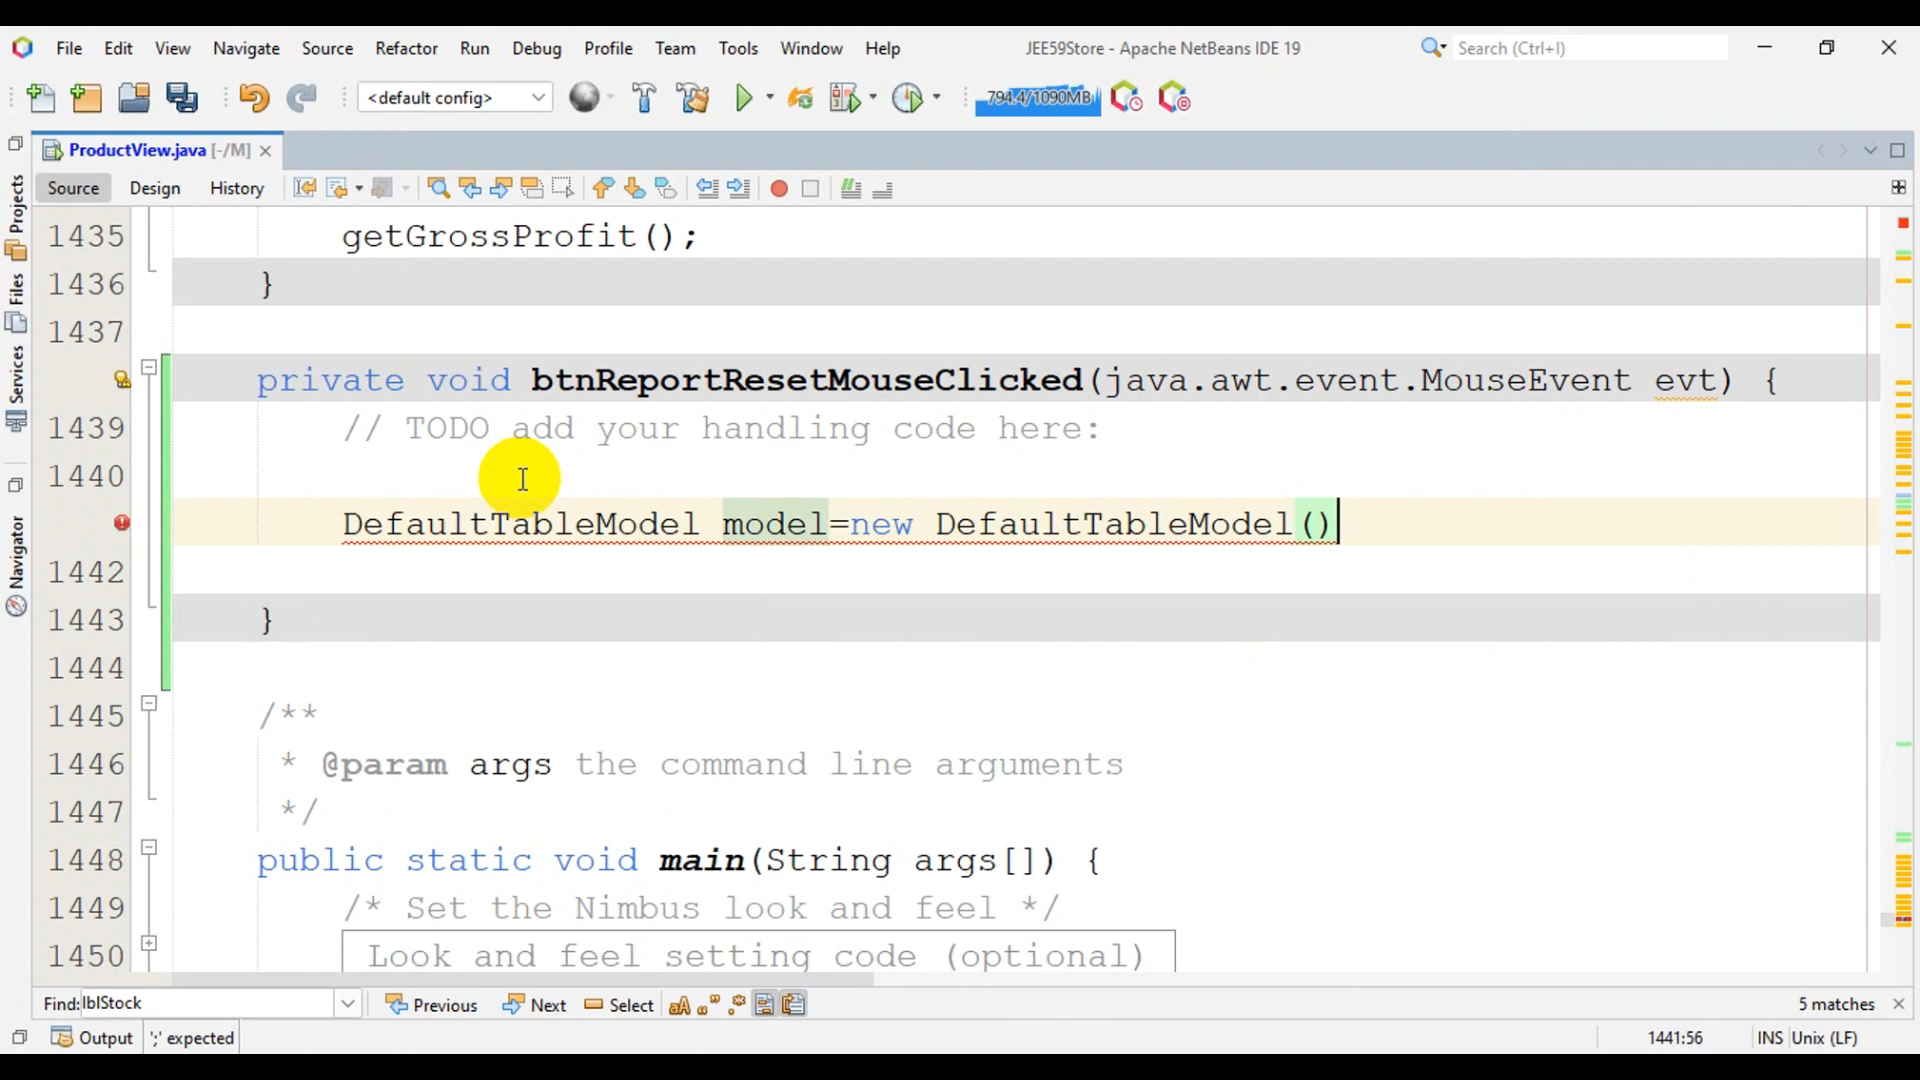 File Edit View Navigate Source Refactor Run Debug Profile Team Tools Window Help JEE59Store - Apache NetBeans IDE 19 Search (Ctrl+I)
<default config> 794.4/1090MB
ProductView.java [-/M]
Source Design History
Projects
Files
Services
Navigator
1435 getGrossProfit();
1436 }
1437
private void btnReportResetMouseClicked(java.awt.event.MouseEvent evt) {
1439 // TODO add your handling code here:
1440
DefaultTableModel model=new DefaultTableModel()
1442
1443 }
1444
1445 /**
1446 * @param args the command line arguments
1447 */
1448 public static void main(String args[]) {
1449 /* Set the Nimbus look and feel */
1450 Look and feel setting code (optional)
Find: lblStock Previous Next Select 5 matches
Output ';' expected 1441:56 INS Unix (LF)